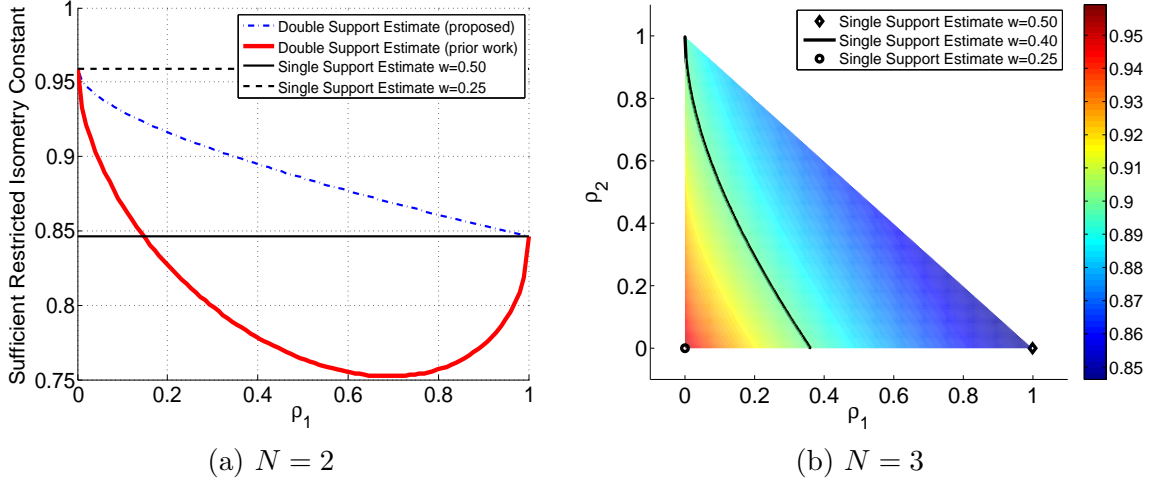 Sufficient Restricted Isometry Constant
0.95
0.9
0.85
0.8
0.75
0
0.2
0.4
0.6
0.8
1
ρ1
Double Support Estimate (proposed)
Double Support Estimate (prior work)
Single Support Estimate w=0.50
Single Support Estimate w=0.25
(a) N = 2
ρ2
1
0.8
0.6
0.4
0.2
0
0
0.2
0.4
0.6
0.8
1
ρ1
Single Support Estimate w=0.50
Single Support Estimate w=0.40
Single Support Estimate w=0.25
0.95
0.94
0.93
0.92
0.91
0.9
0.89
0.88
0.87
0.86
0.85
(b) N = 3